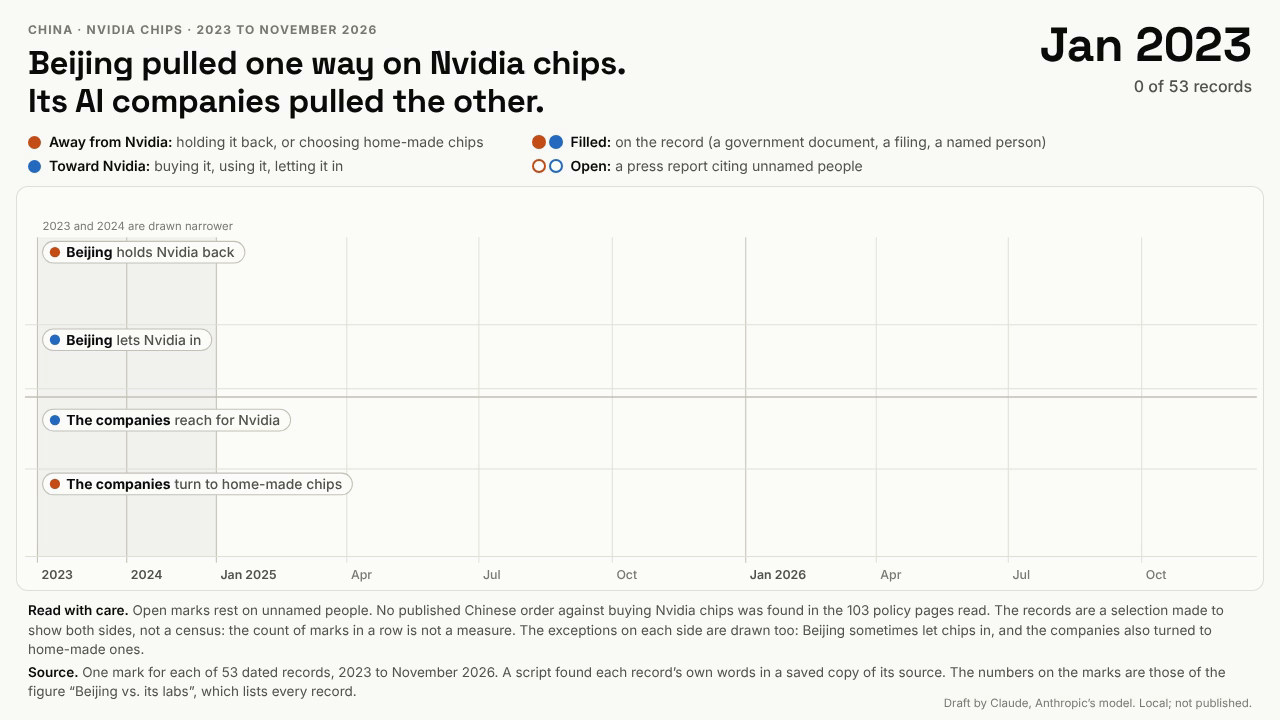 CHINA · NVIDIA CHIPS · 2023 TO NOVEMBER 2026
Beijing pulled one way on Nvidia chips.
Its AI companies pulled the other.
Jan 2023
0 of 53 records
Away from Nvidia: holding it back, or choosing home-made chips
Toward Nvidia: buying it, using it, letting it in
Filled: on the record (a government document, a filing, a named person)
Open: a press report citing unnamed people
2023 and 2024 are drawn narrower
Beijing holds Nvidia back
Beijing lets Nvidia in
The companies reach for Nvidia
The companies turn to home-made chips
2023 2024 Jan 2025 Apr Jul Oct Jan 2026 Apr Jul Oct
Read with care. Open marks rest on unnamed people. No published Chinese order against buying Nvidia chips was found in the 103 policy pages read. The records are a selection made to
show both sides, not a census: the count of marks in a row is not a measure. The exceptions on each side are drawn too: Beijing sometimes let chips in, and the companies also turned to
home-made ones.
Source. One mark for each of 53 dated records, 2023 to November 2026. A script found each record’s own words in a saved copy of its source. The numbers on the marks are those of the
figure “Beijing vs. its labs”, which lists every record.
Draft by Claude, Anthropic’s model. Local; not published.